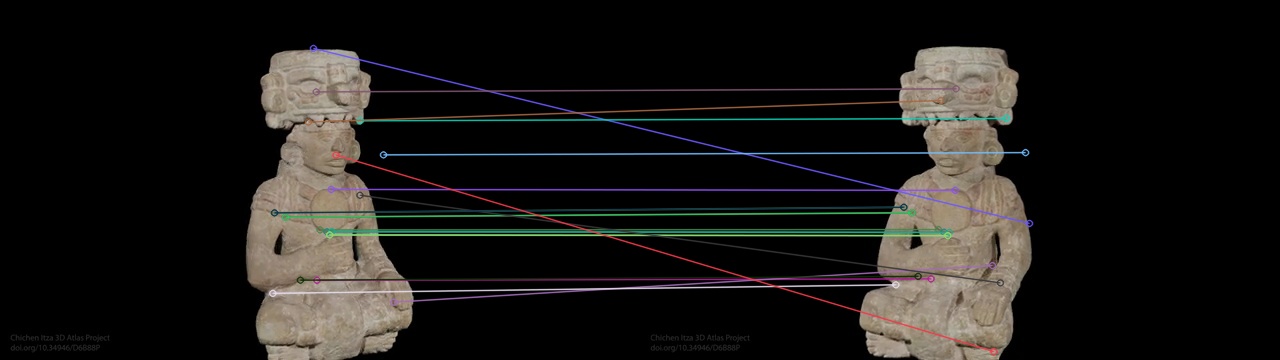 Chichen Itza 3D Atlas Project
doi.org/10.34946/D6B88P
Chichen Itza 3D Atlas Project
doi.org/10.34946/D6B88P